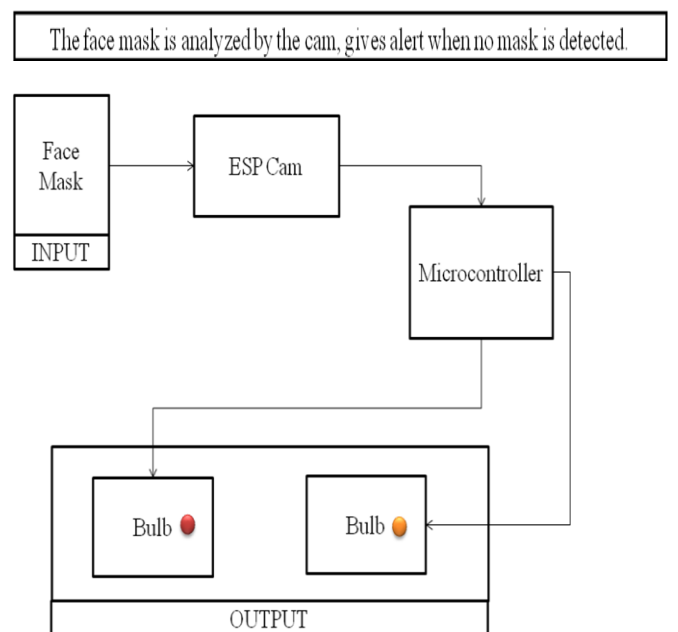 The face mask is analyzed by the cam, gives alert when no mask is detected.
Face
Mask
INPUT
ESP Cam
Microcontroller
Bulb
Bulb
OUTPUT